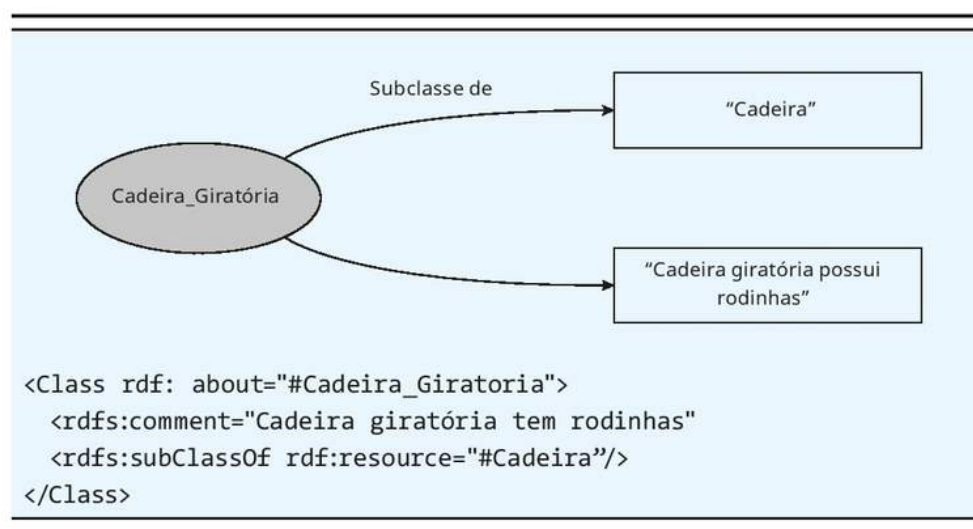 Subclasse de
“Cadeira”
Cadeira_Giratória
“Cadeira giratória possui
rodinhas”
<Class rdf: about="#Cadeira_Giratoria">
<rdfs:comment="Cadeira giratória tem rodinhas"
<rdfs:subClassOf rdf:resource="#Cadeira”/>
</Class>